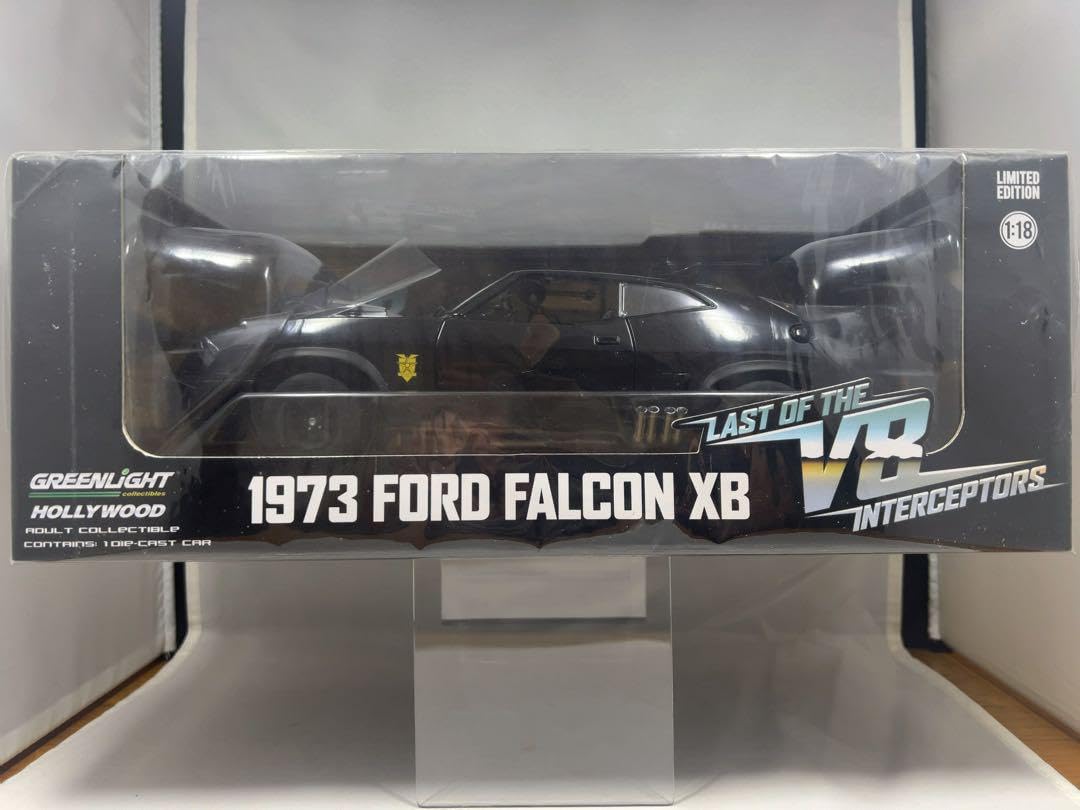 LIMITED
EDITION
1:18
LAST OF THE
V8
INTERCEPTORS
GREENLIGHT
collectibles
HOLLYWOOD
ADULT COLLECTIBLE
CONTAINS: 1 DIE-CAST CAR
1973 FORD FALCON XB